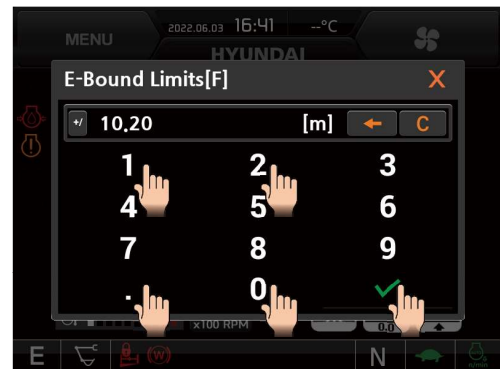 2022.06.03 16:41 --°C
MENU
HYUNDAI
E-Bound Limits[F] X
+/ 10.20 [m] ← C
1 2 3
4 5 6
7 8 9
. 0
x100 RPM 0.0
E N
(W)